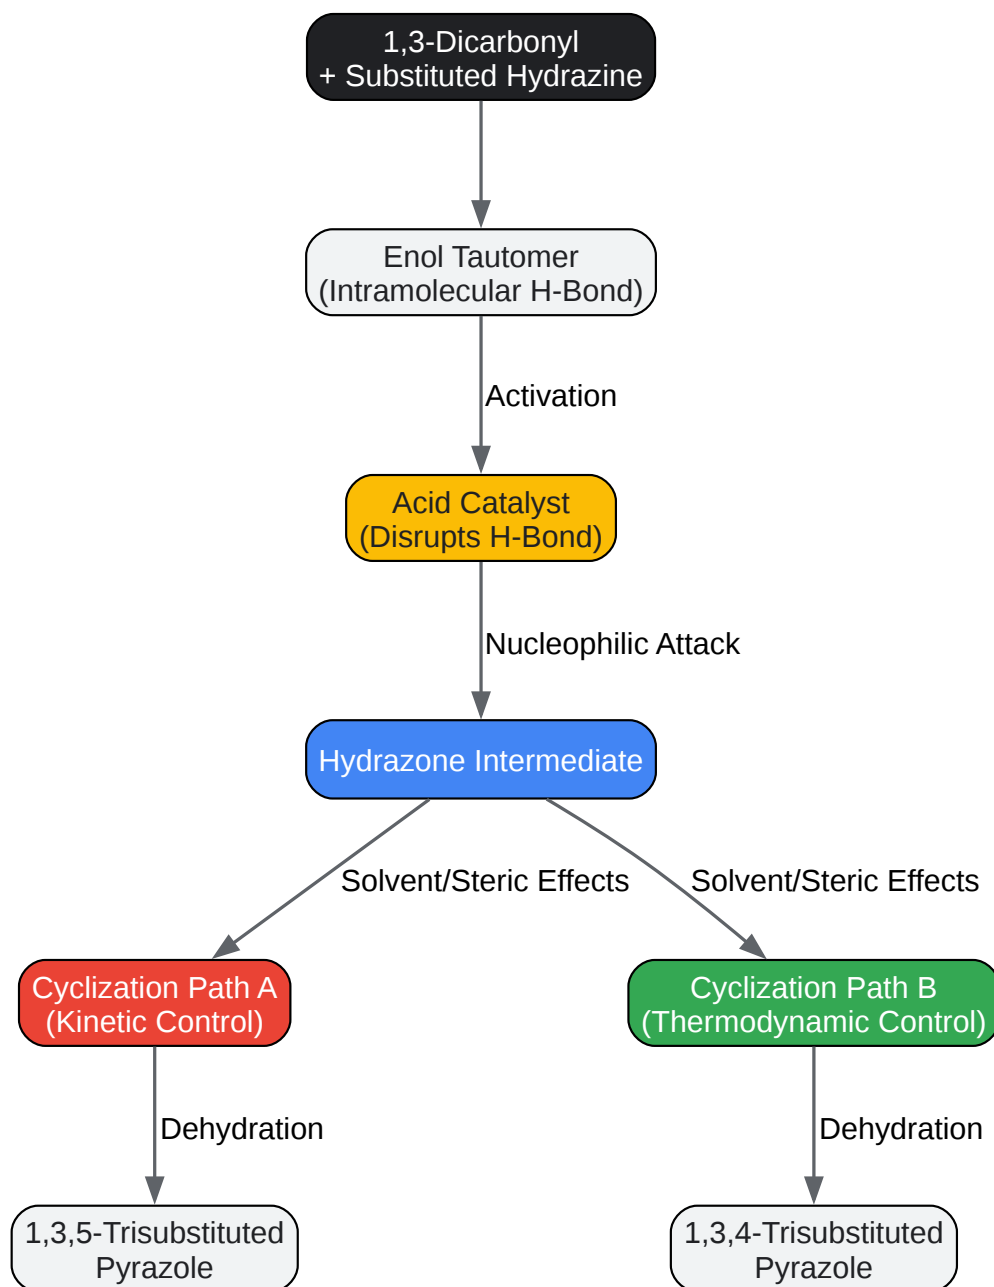 1,3-Dicarbonyl
+ Substituted Hydrazine
Enol Tautomer
(Intramolecular H-Bond)
Activation
Acid Catalyst
(Disrupts H-Bond)
Nucleophilic Attack
Hydrazone Intermediate
Solvent/Steric Effects
Solvent/Steric Effects
Cyclization Path A
(Kinetic Control)
Cyclization Path B
(Thermodynamic Control)
Dehydration
Dehydration
1,3,5-Trisubstituted
Pyrazole
1,3,4-Trisubstituted
Pyrazole